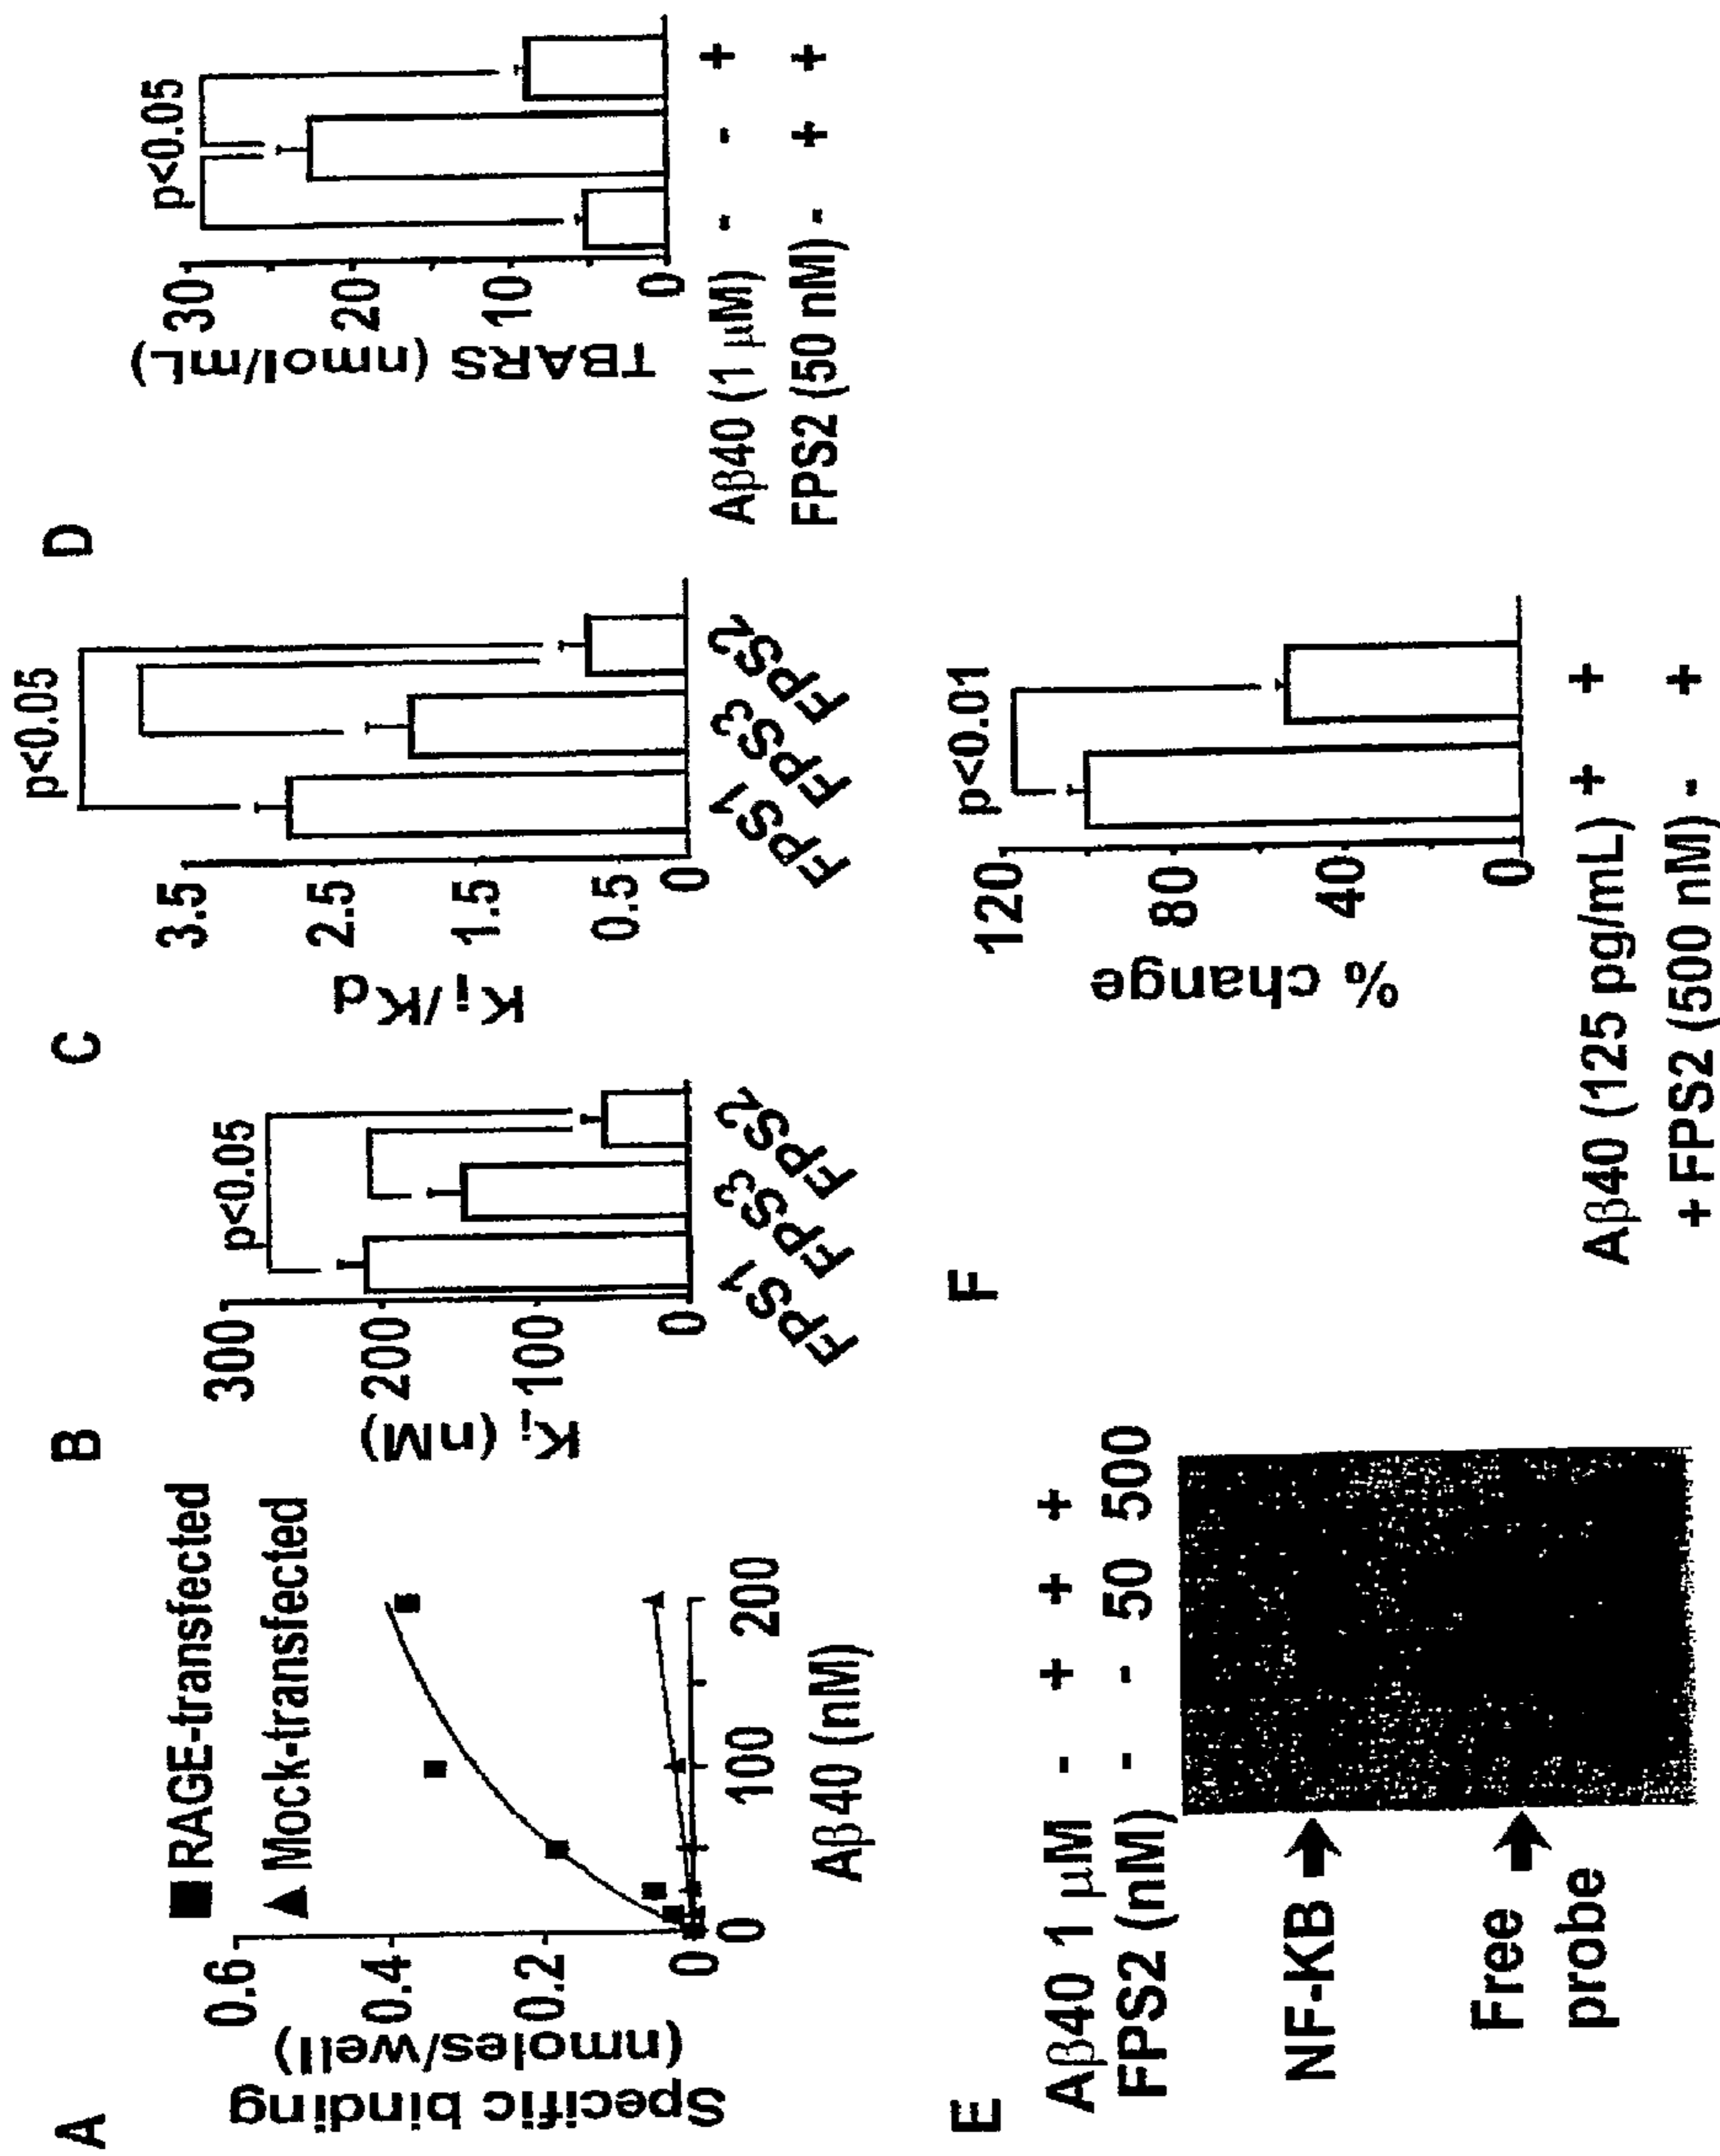 A
Specific binding
(nmoles/well)
0.6
0.4
0.2
0
■ RAGE-transfected
▲ Mock-transfected
0 100 200
Aβ40 (nM)
B
Ki (nM)
300
200
100
0
p<0.05
FPS1 FPS3 FPS2
C
Ki/Kd
3.5
2.5
1.5
0.5
0
p<0.05
FPS1 FPS3 FPS2
D
TBARS (nmol/mL)
30
20
10
0
p<0.05
Aβ40 (1 μM) - - +
FPS2 (50 nM) - + +
E
Aβ40 1 μM - + + +
FPS2 (nM) - - 50 500
NF-KB
Free
probe
F
% change
120
80
40
0
p<0.01
Aβ40 (125 pg/mL) + +
+ FPS2 (500 nM) - +